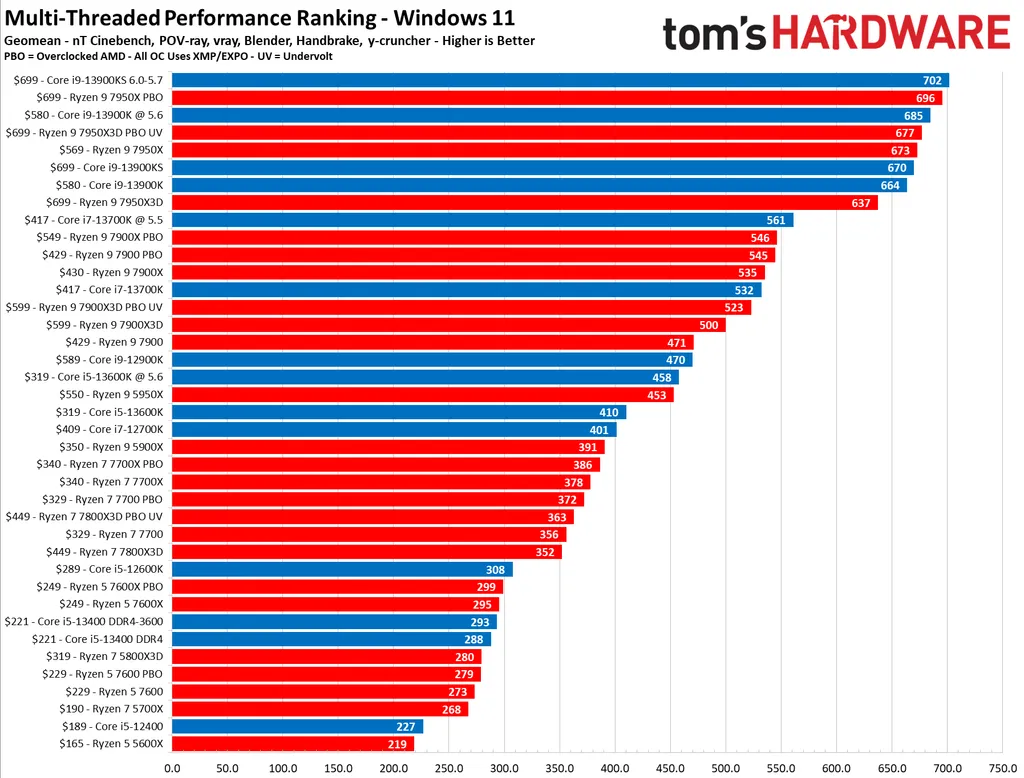 Multi-Threaded Performance Ranking - Windows 11
Geomean - nT Cinebench, POV-ray, vray, Blender, Handbrake, y-cruncher - Higher is Better
PBO = Overclocked AMD - All OC Uses XMP/EXPO - UV = Undervolt
tom's HARDWARE
$699 - Core i9-13900KS 6.0-5.7 702
$699 - Ryzen 9 7950X PBO 696
$580 - Core i9-13900K @ 5.6 685
$699 - Ryzen 9 7950X3D PBO UV 677
$569 - Ryzen 9 7950X 673
$699 - Core i9-13900KS 670
$580 - Core i9-13900K 664
$699 - Ryzen 9 7950X3D 637
$417 - Core i7-13700K @ 5.5 561
$549 - Ryzen 9 7900X PBO 546
$429 - Ryzen 9 7900 PBO 545
$430 - Ryzen 9 7900X 535
$417 - Core i7-13700K 532
$599 - Ryzen 9 7900X3D PBO UV 523
$599 - Ryzen 9 7900X3D 500
$429 - Ryzen 9 7900 471
$589 - Core i9-12900K 470
$319 - Core i5-13600K @ 5.6 458
$550 - Ryzen 9 5950X 453
$319 - Core i5-13600K 410
$409 - Core i7-12700K 401
$350 - Ryzen 9 5900X 391
$340 - Ryzen 7 7700X PBO 386
$340 - Ryzen 7 7700X 378
$329 - Ryzen 7 7700 PBO 372
$449 - Ryzen 7 7800X3D PBO UV 363
$329 - Ryzen 7 7700 356
$449 - Ryzen 7 7800X3D 352
$289 - Core i5-12600K 308
$249 - Ryzen 5 7600X PBO 299
$249 - Ryzen 5 7600X 295
$221 - Core i5-13400 DDR4-3600 293
$221 - Core i5-13400 DDR4 288
$319 - Ryzen 7 5800X3D 280
$229 - Ryzen 5 7600 PBO 279
$229 - Ryzen 5 7600 273
$190 - Ryzen 7 5700X 268
$189 - Core i5-12400 227
$165 - Ryzen 5 5600X 219
0.0 50.0 100.0 150.0 200.0 250.0 300.0 350.0 400.0 450.0 500.0 550.0 600.0 650.0 700.0 750.0